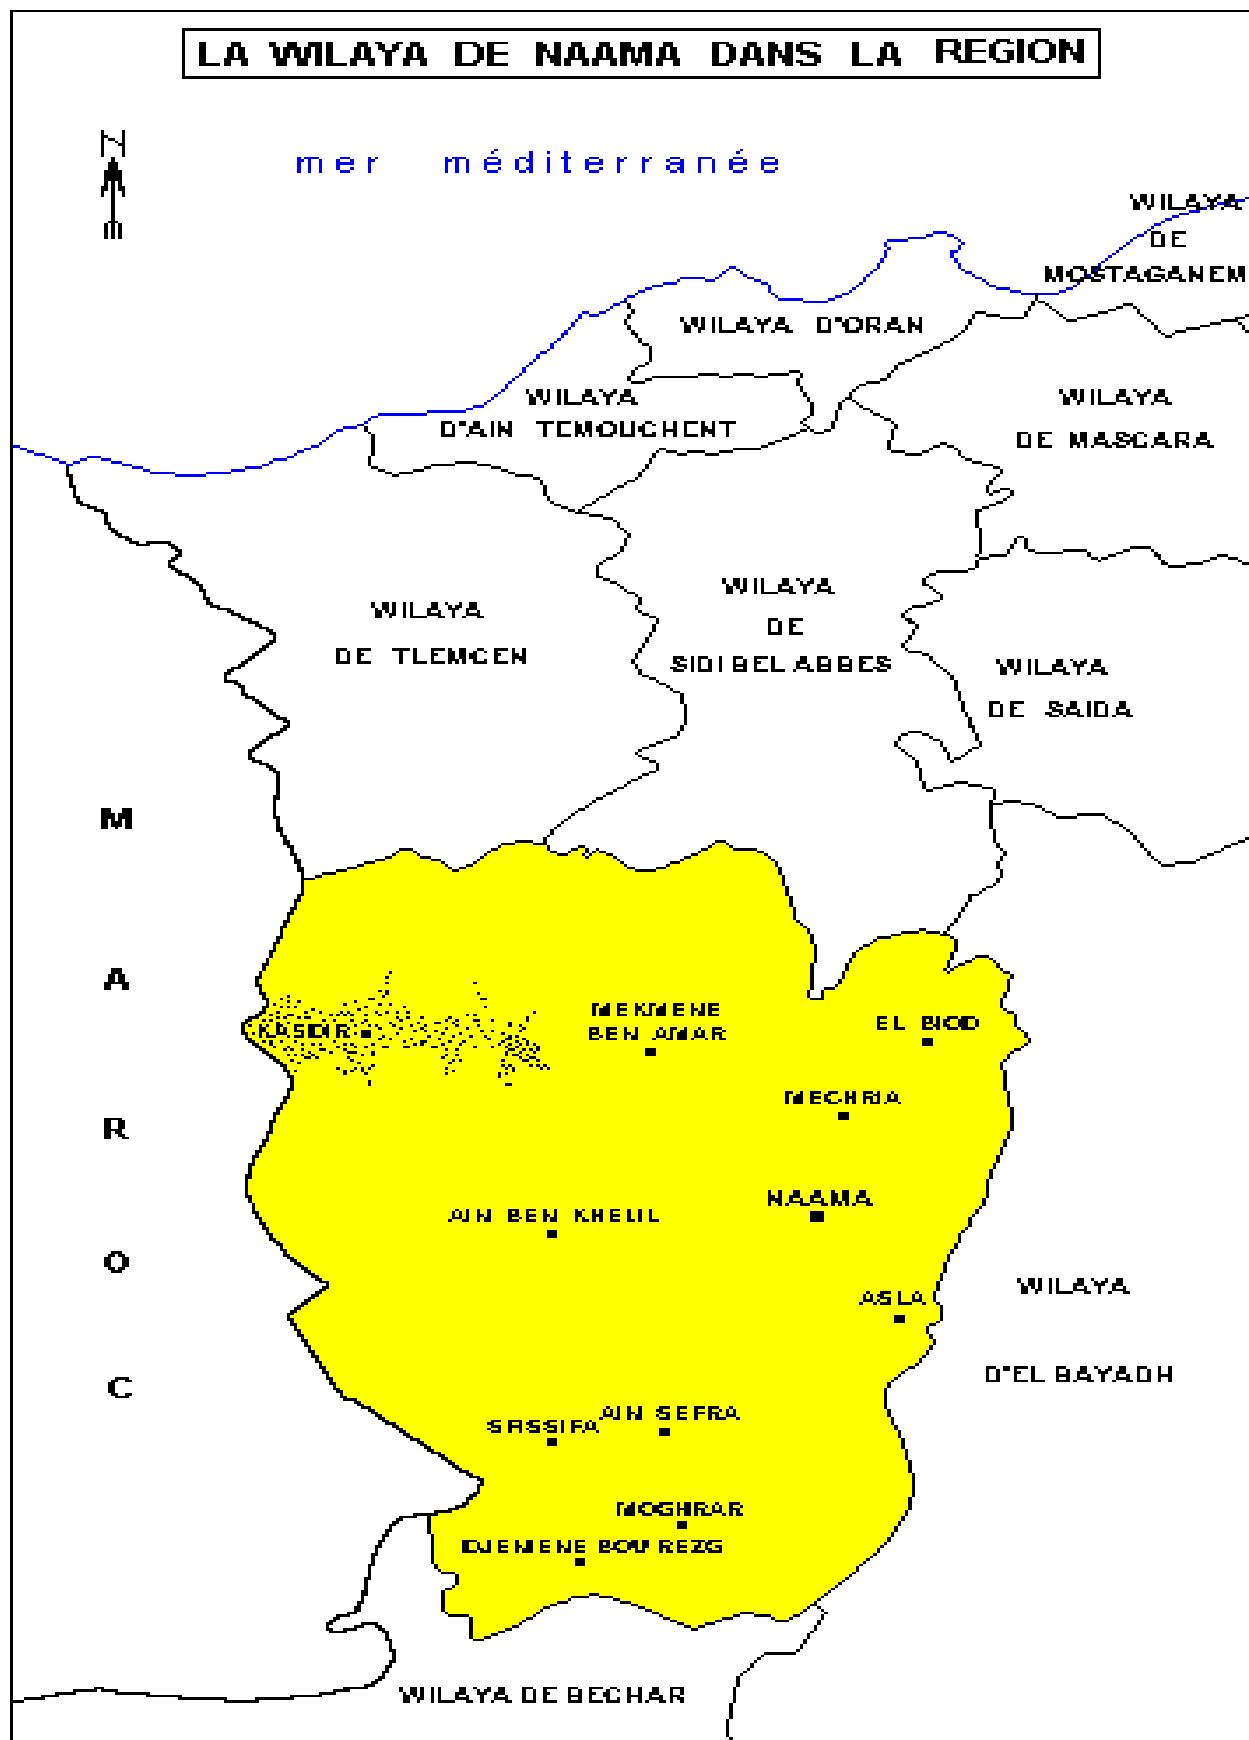 LA WILAYA DE NAAMA DANS LA REGION
N
mer méditerranée
WILAYA
DE
MOSTAGANEM
WILAYA D'ORAN
WILAYA
D'AIN TEMOUCHENT
WILAYA
DE MASCARA
WILAYA
DE TLEMCEN
WILAYA
DE
SIDI BEL ABBES
WILAYA
DE SAIDA
MAROC
KASDIR
MEKMENE
BEN AMAR
EL BIOD
MECHRIA
NAAMA
AIN BEN KHELIL
ASLA
WILAYA
D'EL BAYADH
SFISSIFA
AIN SEFRA
MOGHRAR
DJENIENE BOU REZG
WILAYA DE BECHAR